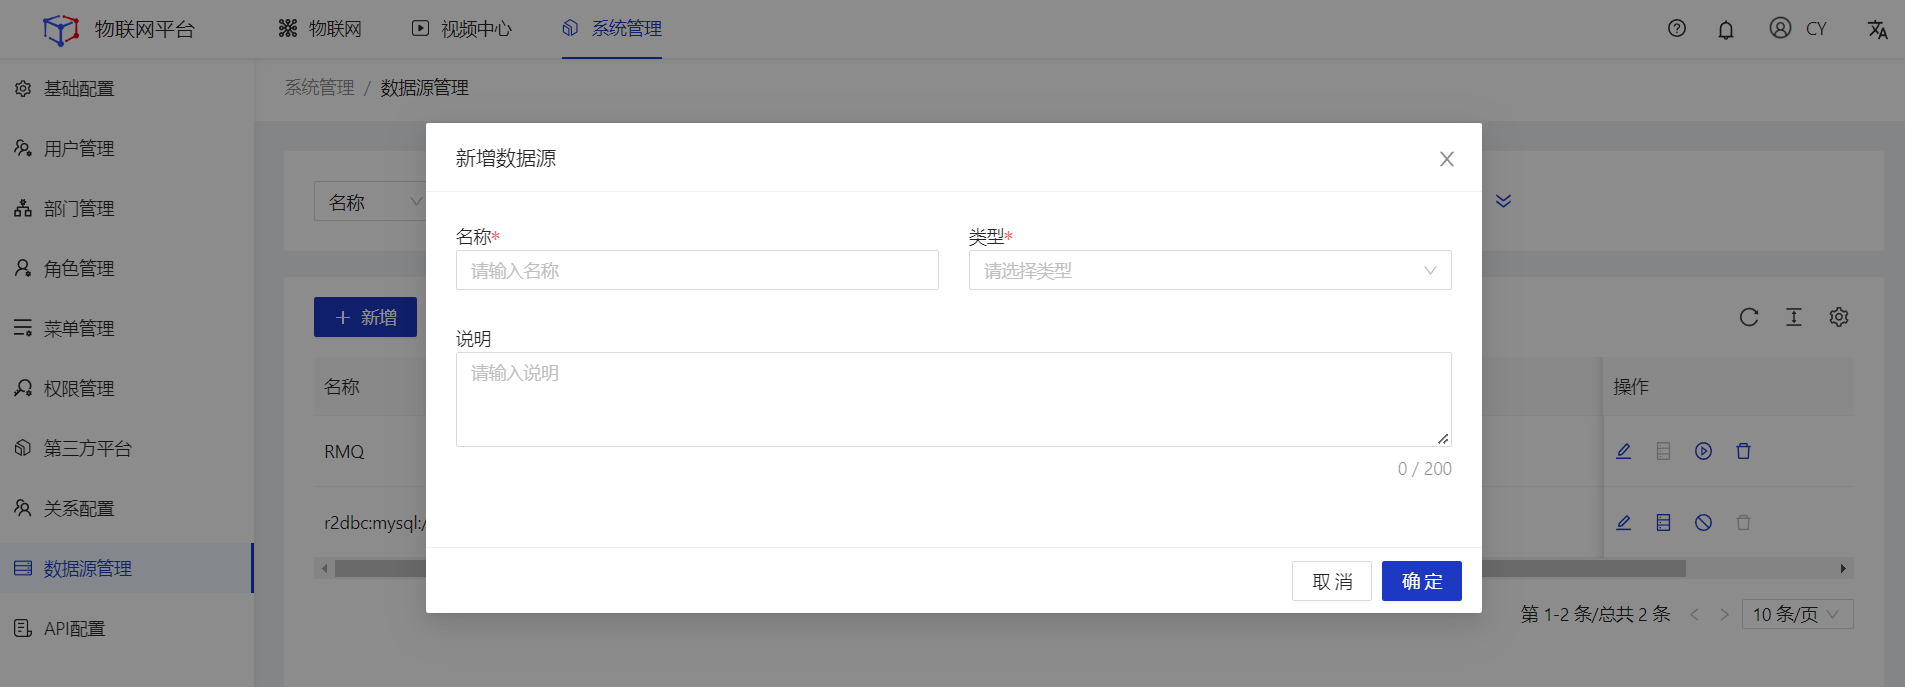 物联网平台
物联网
视频中心
系统管理
CY
基础配置
用户管理
部门管理
角色管理
菜单管理
权限管理
第三方平台
关系配置
数据源管理
API配置
系统管理 / 数据源管理
名称
新增数据源
名称*
类型*
请输入名称
请选择类型
说明
请输入说明
0 / 200
取 消
确 定
新增
名称
操作
RMQ
r2dbc:mysql:/
第 1-2 条/总共 2 条
10 条/页